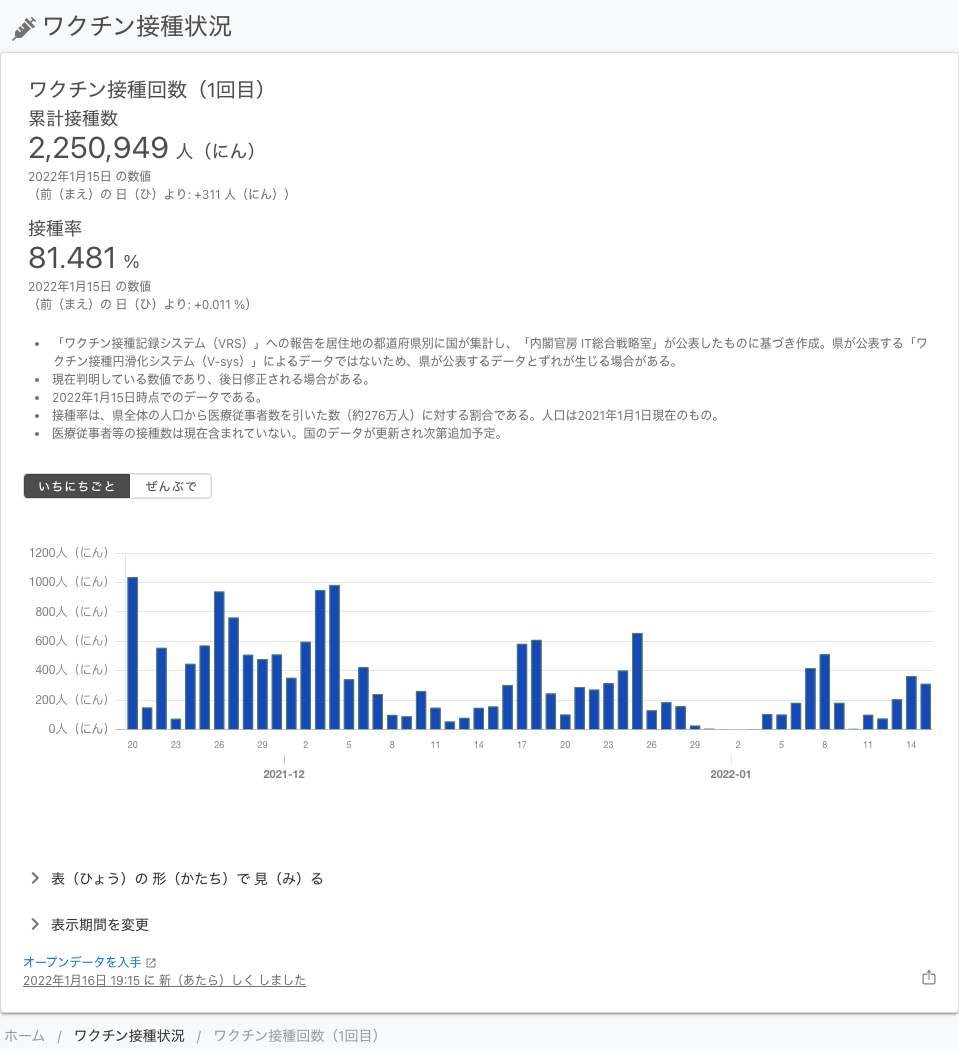 ワクチン接種状況
ワクチン接種回数（1回目）
累計接種数
2,250,949 人（にん）
2022年1月15日 の数値
（前（まえ）の 日（ひ）より: +311 人（にん））
接種率
81.481 %
2022年1月15日 の数値
（前（まえ）の 日（ひ）より: +0.011 %）
• 「ワクチン接種記録システム（VRS）」への報告を居住地の都道府県別に国が集計し、「内閣官房 IT総合戦略室」が公表したものに基づき作成。県が公表する「ワ
クチン接種円滑化システム（V-sys）」によるデータではないため、県が公表するデータとずれが生じる場合がある。
• 現在判明している数値であり、後日修正される場合がある。
• 2022年1月15日時点でのデータである。
• 接種率は、県全体の人口から医療従事者数を引いた数（約276万人）に対する割合である。人口は2021年1月1日現在のもの。
• 医療従事者等の接種数は現在含まれていない。国のデータが更新され次第追加予定。
いちにちごと ぜんぶで
1200人（にん）
1000人（にん）
800人（にん）
600人（にん）
400人（にん）
200人（にん）
0人（にん）
20 23 26 29 2 5 8 11 14 17 20 23 26 29 2 5 8 11 14
2021-12 2022-01
表（ひょう）の 形（かたち）で 見（み）る
表示期間を変更
オープンデータを入手
2022年1月16日 19:15 に 新（あたら）しく しました
ホーム / ワクチン接種状況 / ワクチン接種回数（1回目）